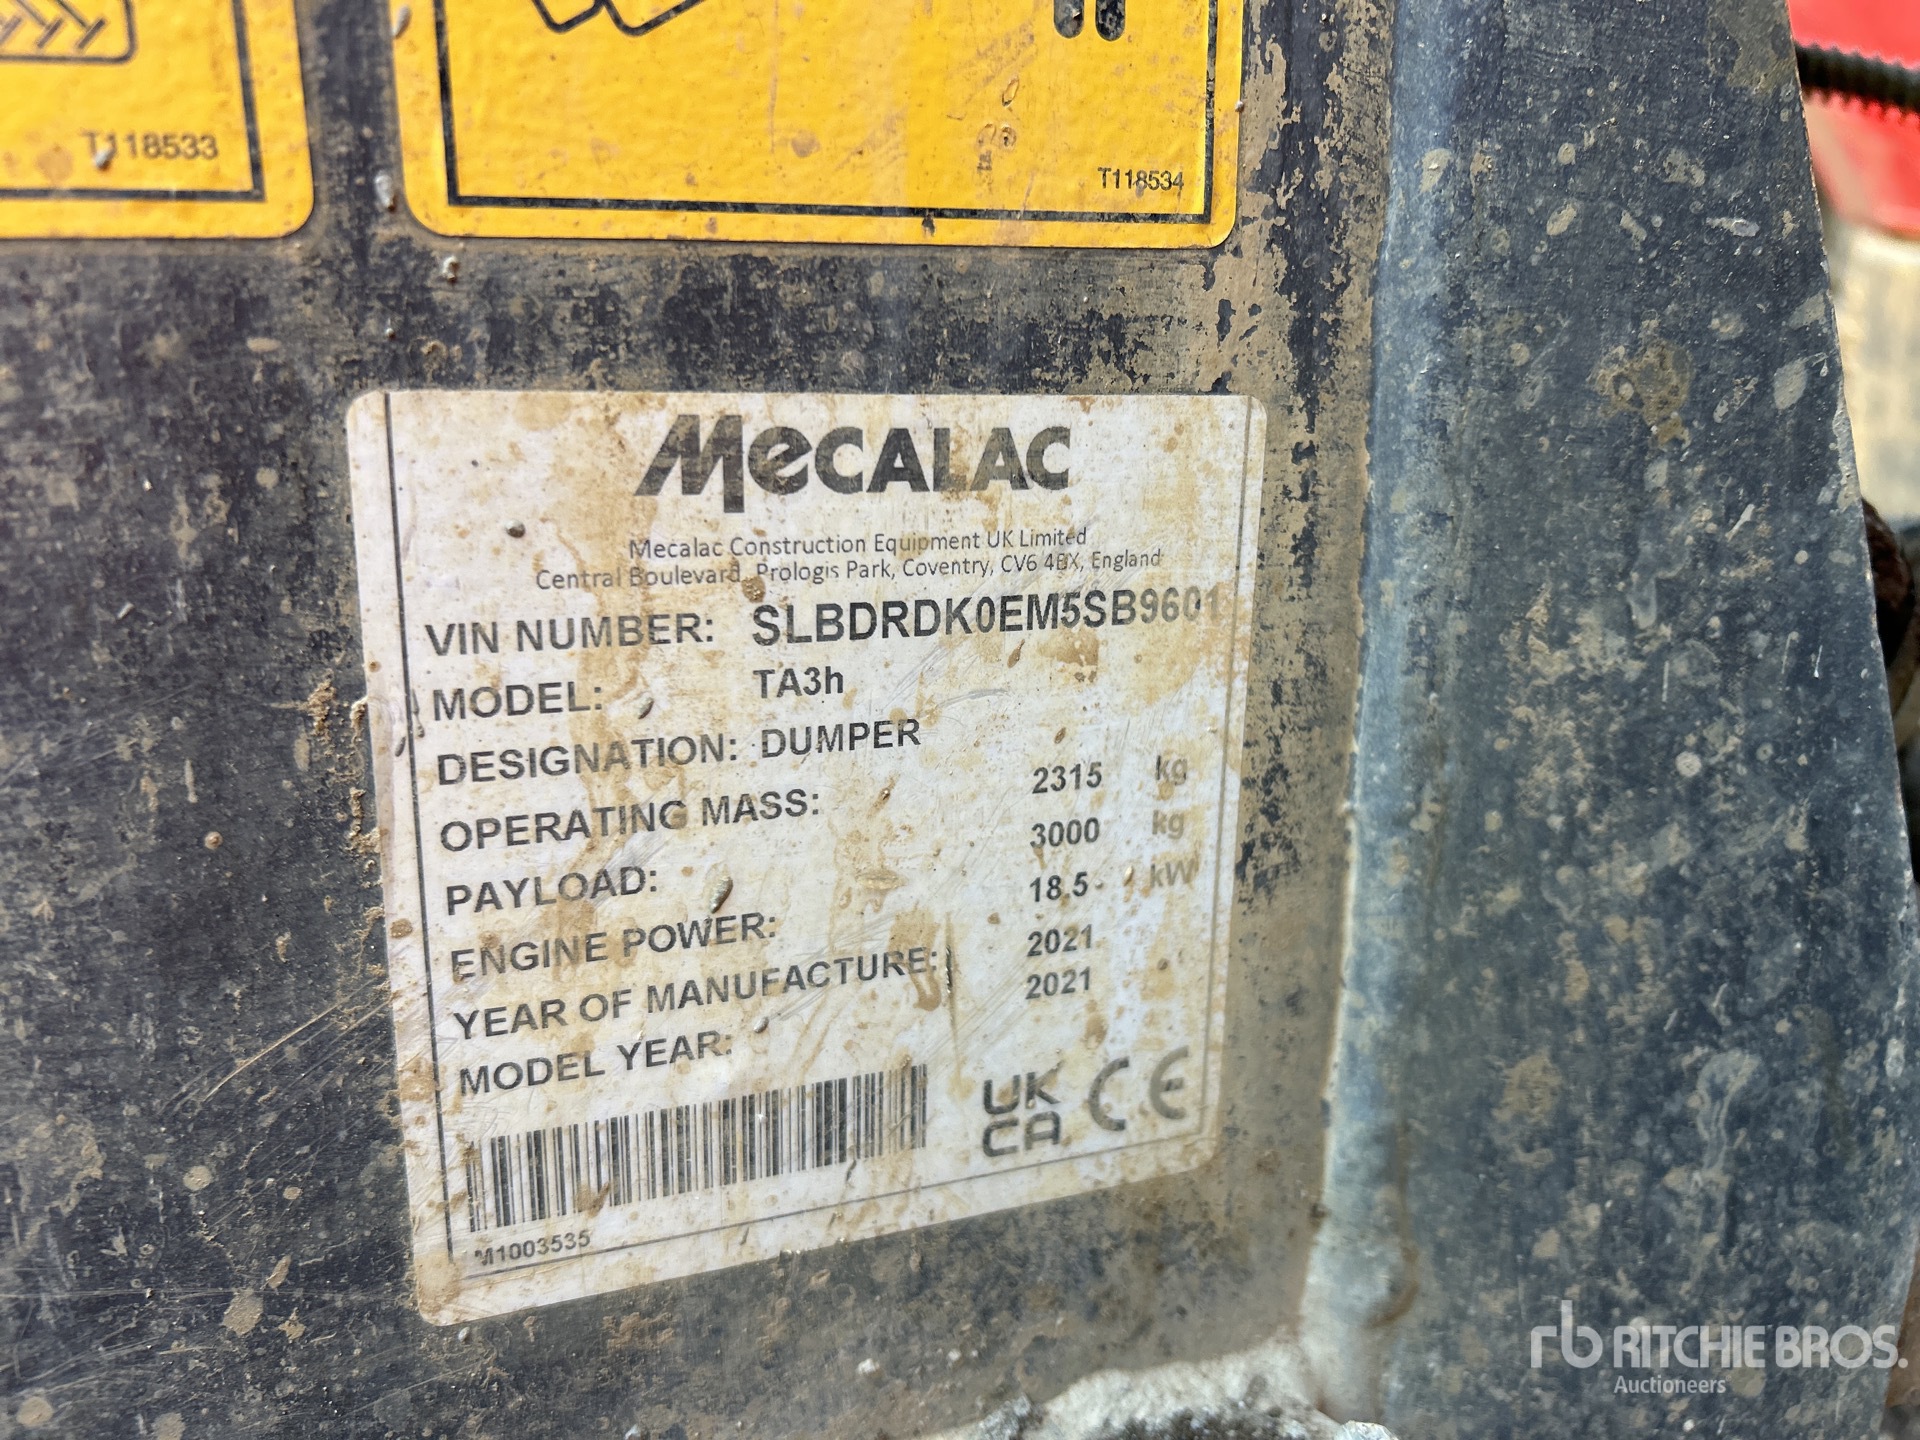 T118533
T118534
MECALAC
Mecalac Construction Equipment UK Limited
Central Boulevard, Prologis Park, Coventry, CV6 4BX, England
VIN NUMBER: SLBDRDK0EM5SB9601
MODEL: TA3h
DESIGNATION: DUMPER
OPERATING MASS: 2315 kg
PAYLOAD: 3000 kg
ENGINE POWER: 18.5 kW
YEAR OF MANUFACTURE: 2021
MODEL YEAR: 2021
UK
CA CE
M1003535
rb RITCHIE BROS.
Auctioneers